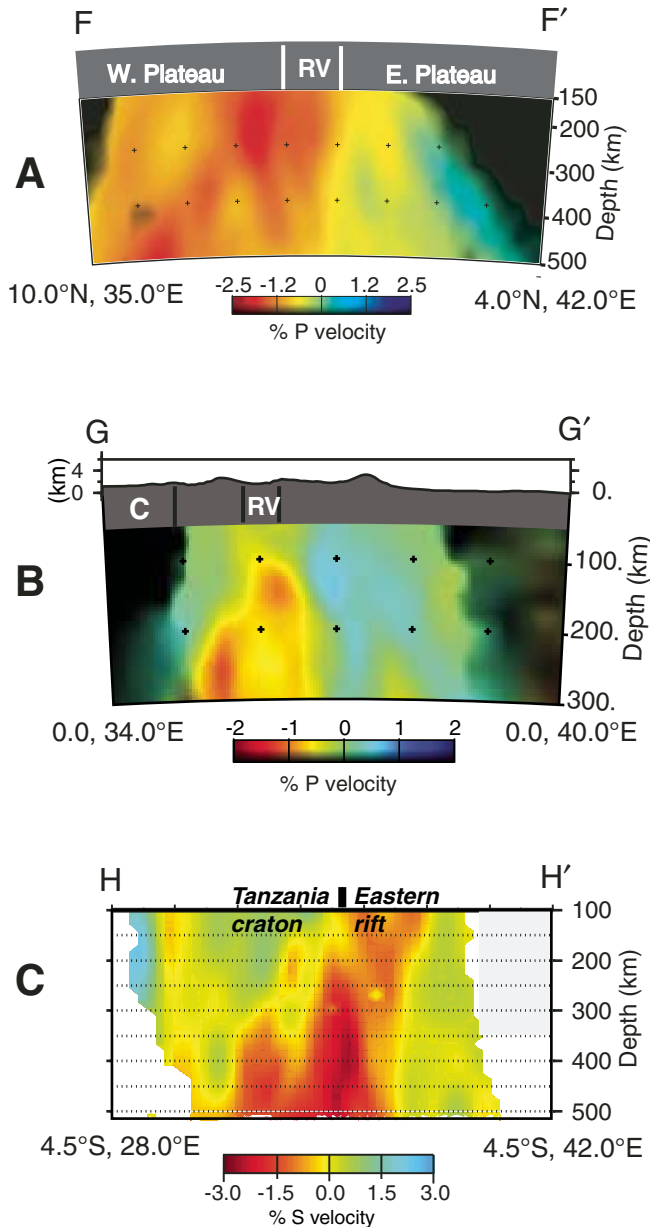 F F′
W. Plateau RV E. Plateau
A
150
200
300
400
500
Depth (km)
10.0°N, 35.0°E 4.0°N, 42.0°E
-2.5 -1.2 0 1.2 2.5
% P velocity
G G′
(km)
4
0
0.
C RV
B
100.
200.
300.
Depth (km)
0.0, 34.0°E 0.0, 40.0°E
-2 -1 0 1 2
% P velocity
H H′
Tanzania Eastern
craton rift
C
100
200
300
400
500
Depth (km)
4.5°S, 28.0°E 4.5°S, 42.0°E
-3.0 -1.5 0.0 1.5 3.0
% S velocity